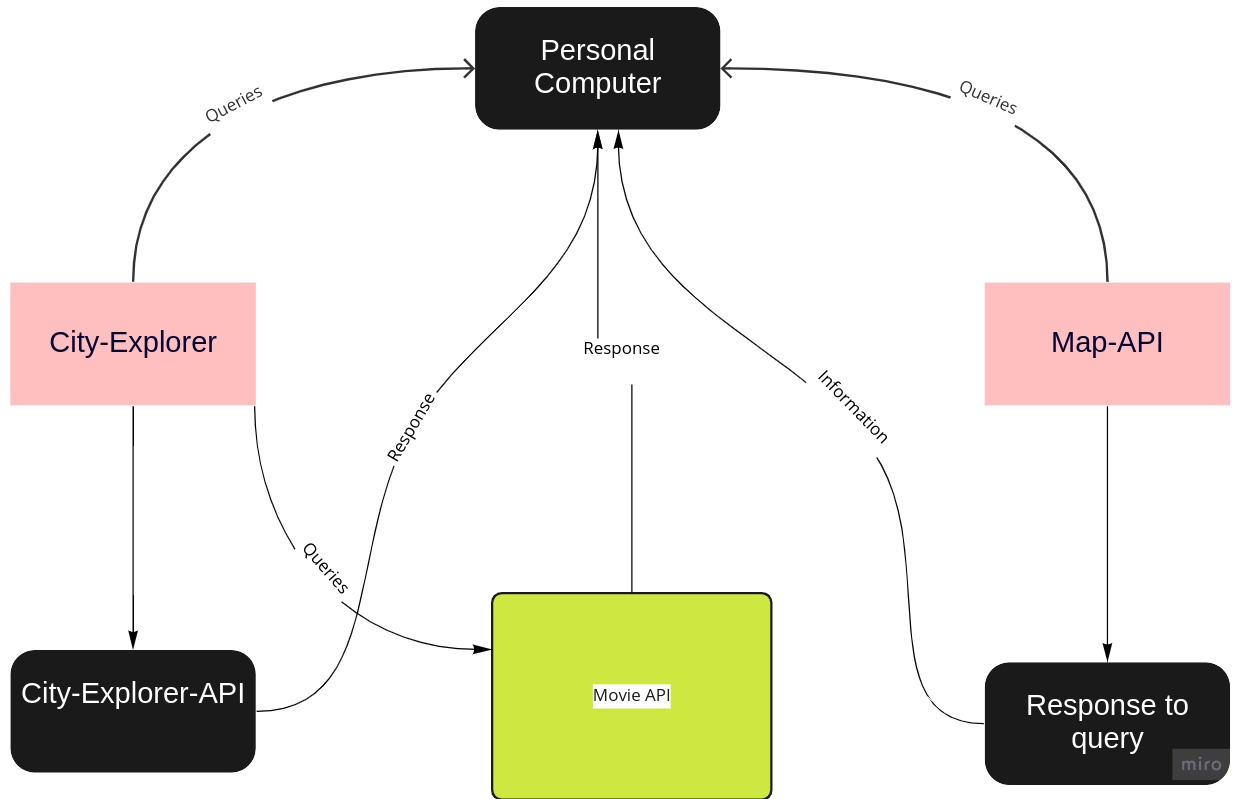 Personal
Computer
Queries
Queries
City-Explorer
Response
Map-API
Response
Information
Queries
City-Explorer-API
Movie API
Response to
query
miro